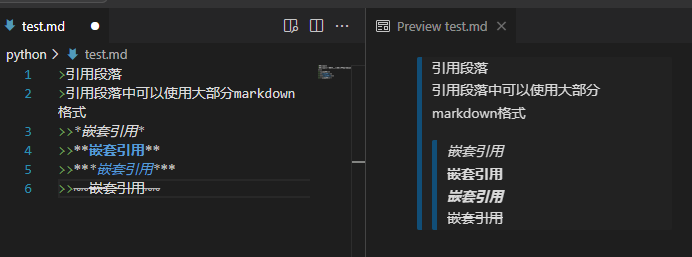 test.md
Preview test.md
python > test.md
1 >引用段落
2 >引用段落中可以使用大部分markdown
格式
3 >>*嵌套引用*
4 >>**嵌套引用**
5 >>***嵌套引用***
6 >>~~嵌套引用~~
引用段落
引用段落中可以使用大部分
markdown格式
嵌套引用
嵌套引用
嵌套引用
嵌套引用